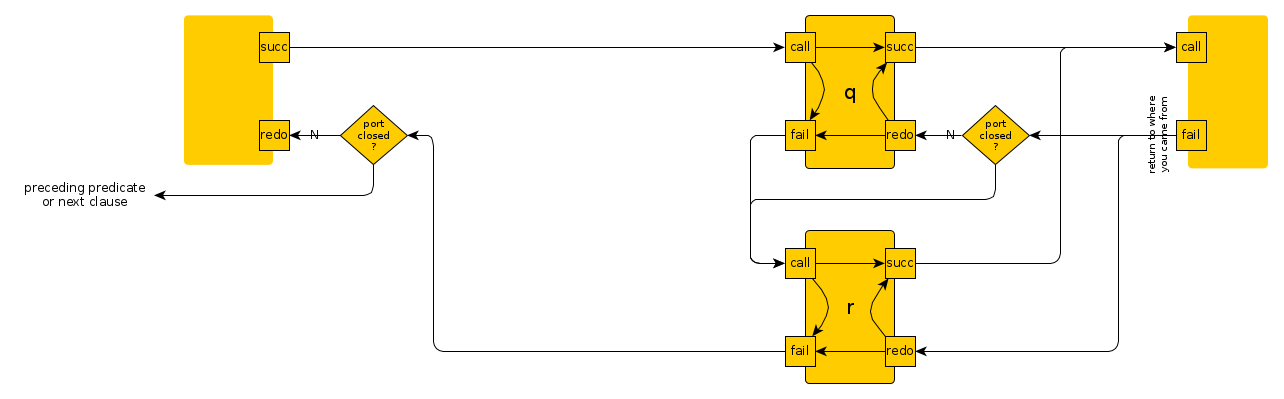 succ
call
succ
call
q
port
closed
?
redo
N
fail
redo
N
port
closed
?
return to where
you came from
fail
preceding predicate
or next clause
call
succ
r
fail
redo